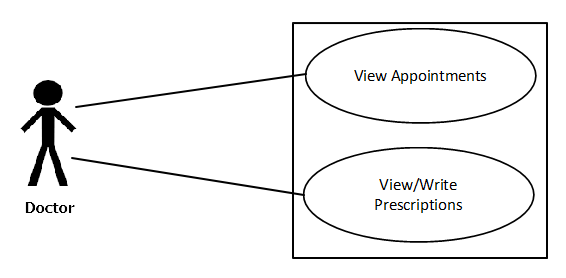 View Appointments
Doctor
View/Write
Prescriptions